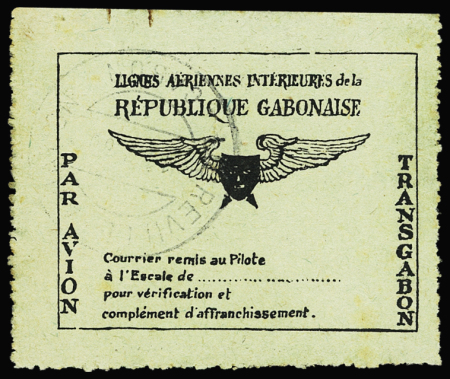 LIGNES AÉRIENNES INTÉRIEURES de la
RÉPUBLIQUE GABONAISE
PAR AVION
TRANSGABON
Courrier remis au Pilote
à l'Escale de ........................
pour vérification et
complément d'affranchissement.